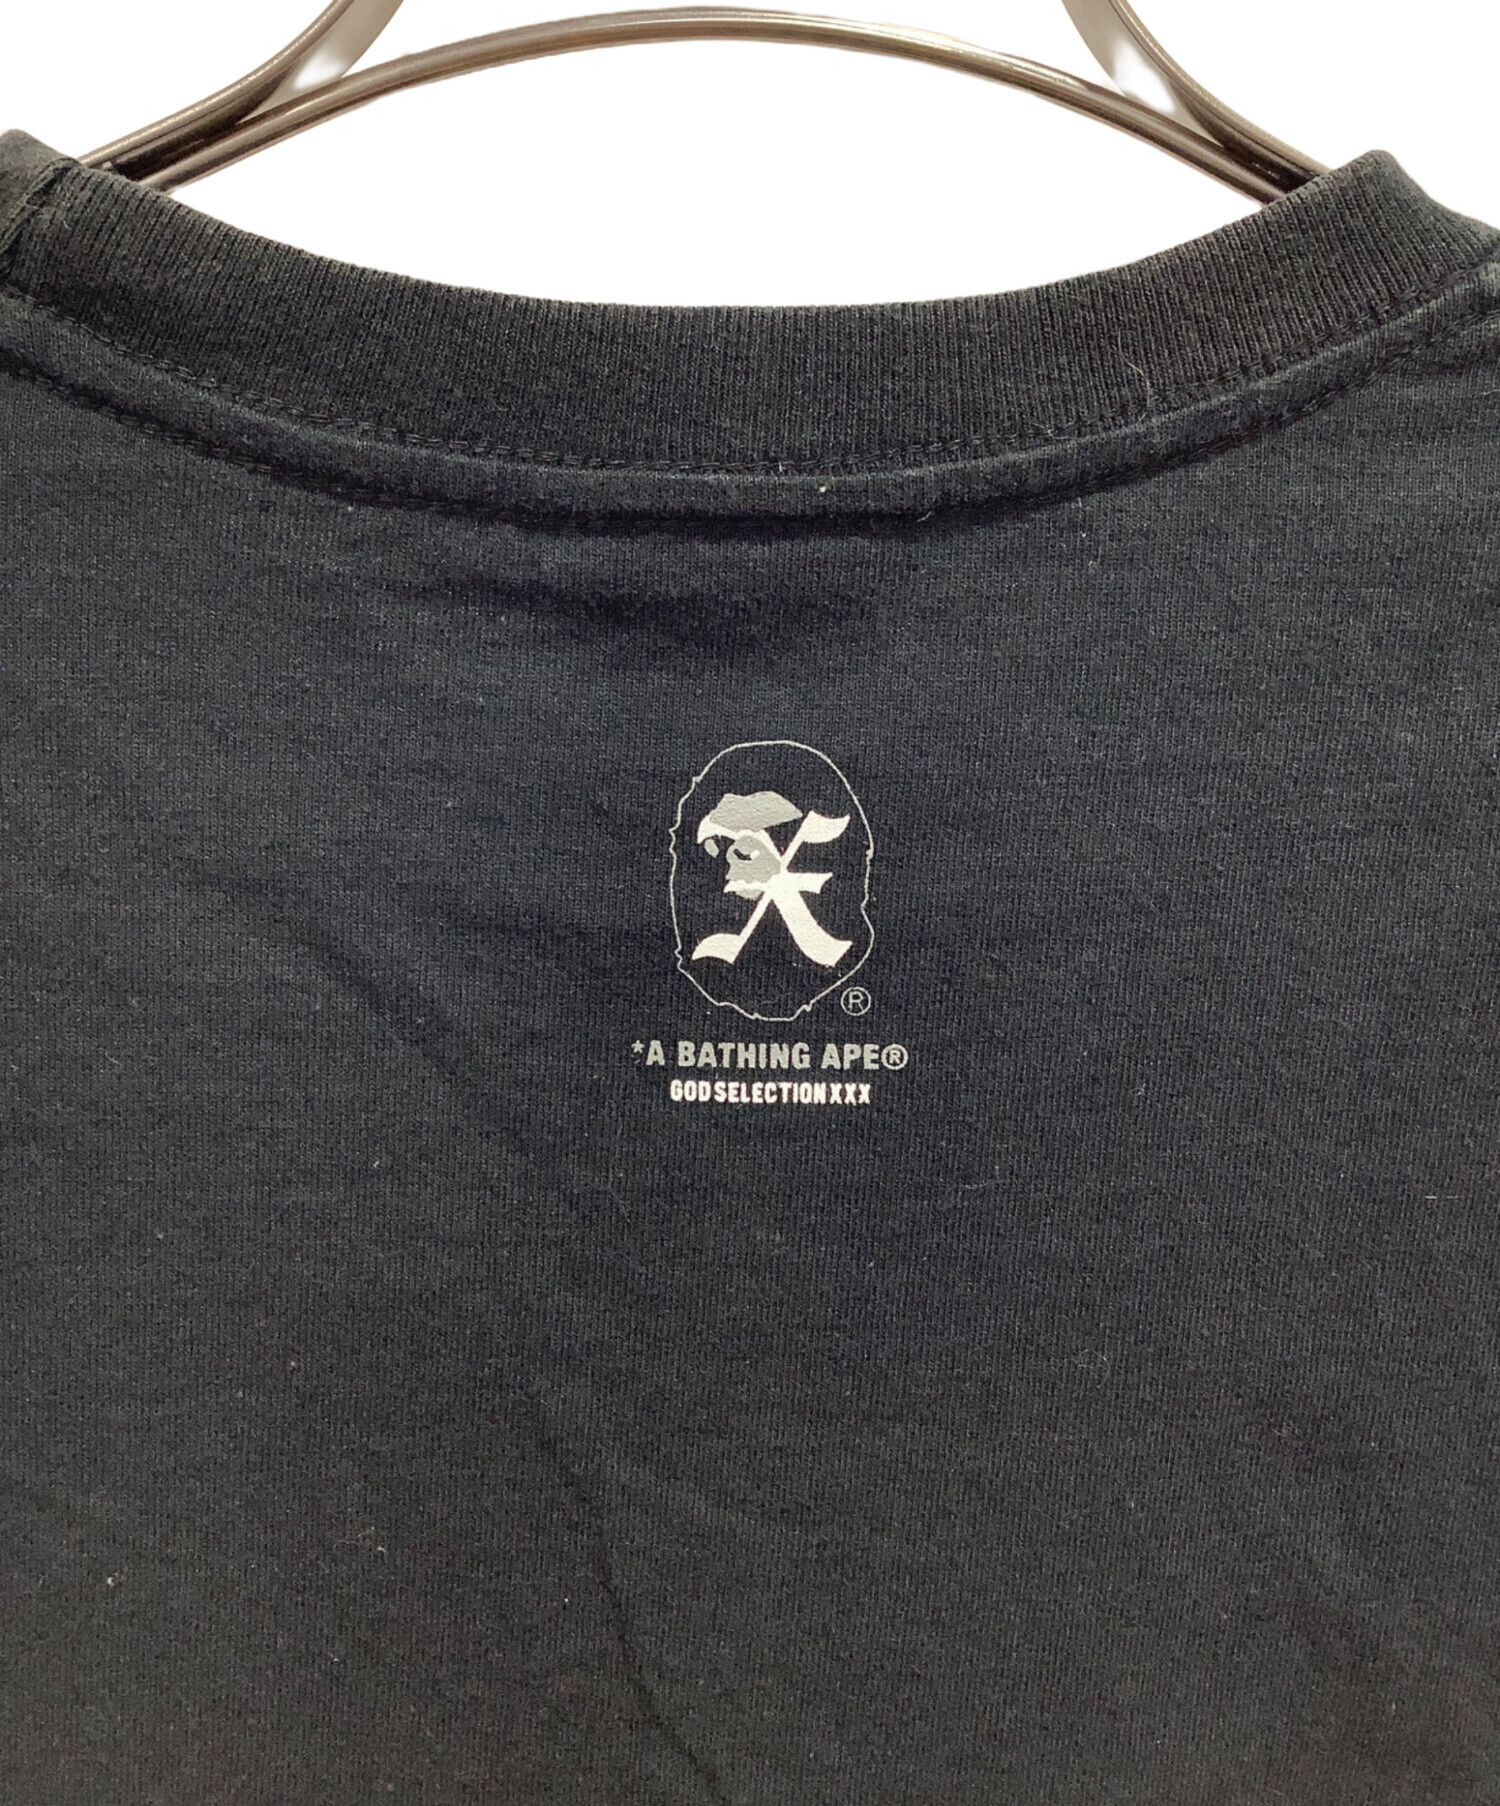 X
®
*A BATHING APE®
GOD SELECTION XXX